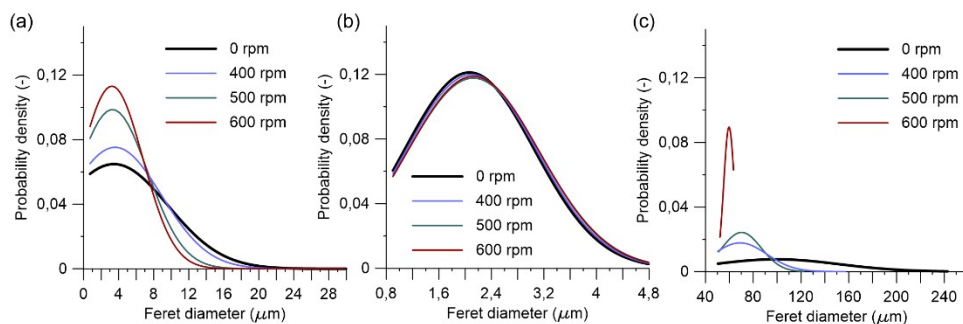 (a)
Probability density (-)
0,12
0,08
0,04
0
0 4 8 12 16 20 24 28
Feret diameter (μm)
0 rpm
400 rpm
500 rpm
600 rpm
(b)
Probability density (-)
0,12
0,08
0,04
0
1,6 2,4 3,2 4 4,8
Feret diameter (μm)
0 rpm
400 rpm
500 rpm
600 rpm
(c)
Probability density (-)
0,12
0,08
0,04
0
40 80 120 160 200 240
Feret diameter (μm)
0 rpm
400 rpm
500 rpm
600 rpm